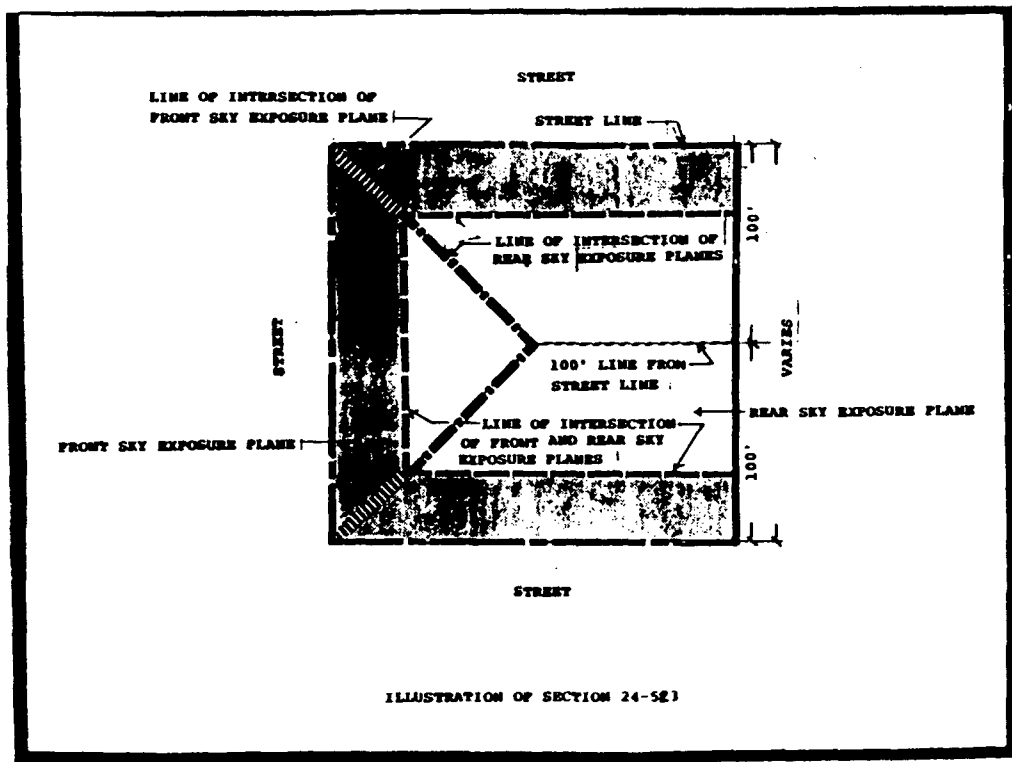 STREET
LINE OF INTERSECTION OF
FRONT SKY EXPOSURE PLANE
STREET LINE
100'
LINE OF INTERSECTION OF
REAR SKY EXPOSURE PLANES
STREET
VARIES
100' LINE FROM
STREET LINE
REAR SKY EXPOSURE PLANE
LINE OF INTERSECTION
OF FRONT AND REAR SKY
EXPOSURE PLANES
FRONT SKY EXPOSURE PLANE
100'
STREET
ILLUSTRATION OF SECTION